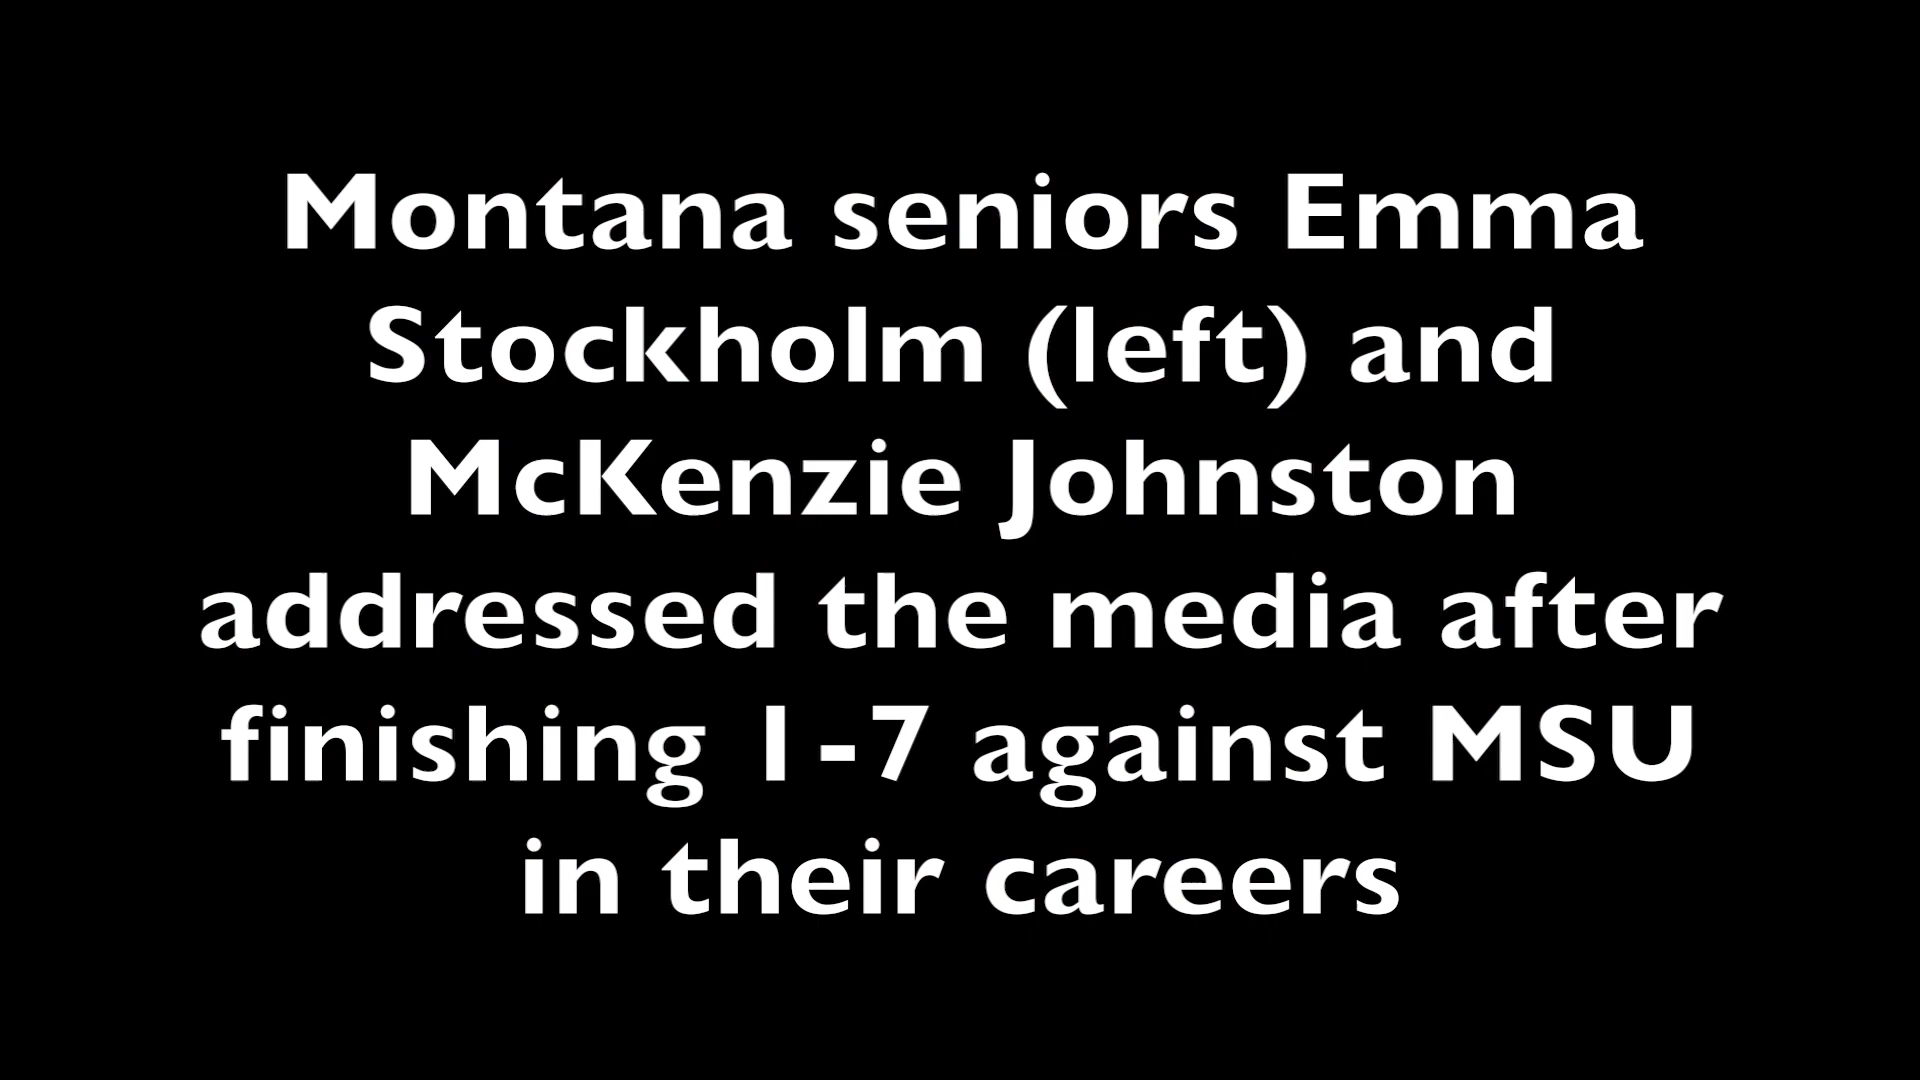 Montana seniors Emma
Stockholm (left) and
McKenzie Johnston
addressed the media after
finishing 1-7 against MSU
in their careers